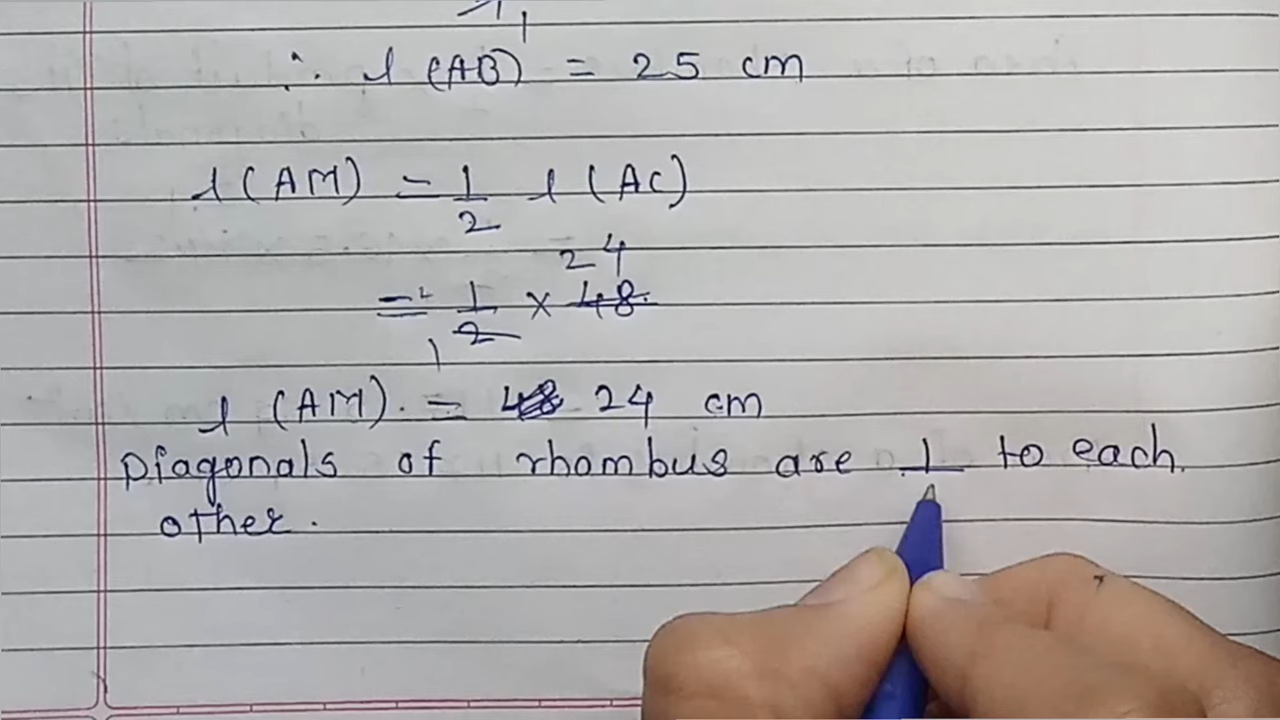 ∴ l (AB) = 25 cm
l (AM) = 1/2 l (AC)
24
= 1/2 × 48
1
l (AM) = 24 cm
Diagonals of rhombus are ⊥ to each
other.